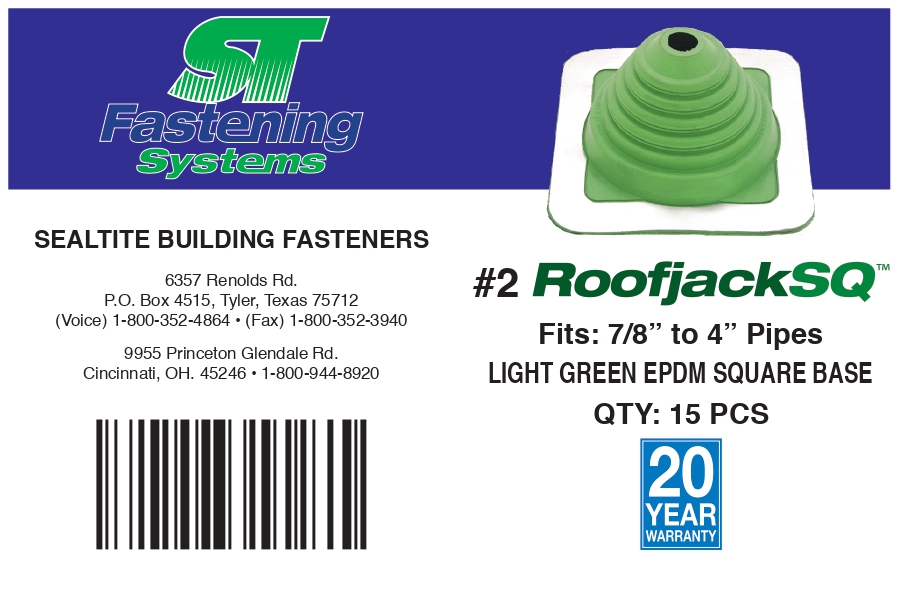 ST
Fastening
Systems
SEALTITE BUILDING FASTENERS
6357 Renolds Rd.
P.O. Box 4515, Tyler, Texas 75712
(Voice) 1-800-352-4864 • (Fax) 1-800-352-3940
9955 Princeton Glendale Rd.
Cincinnati, OH. 45246 • 1-800-944-8920
#2 RoofjackSQ™
Fits: 7/8” to 4” Pipes
LIGHT GREEN EPDM SQUARE BASE
QTY: 15 PCS
20
YEAR
WARRANTY